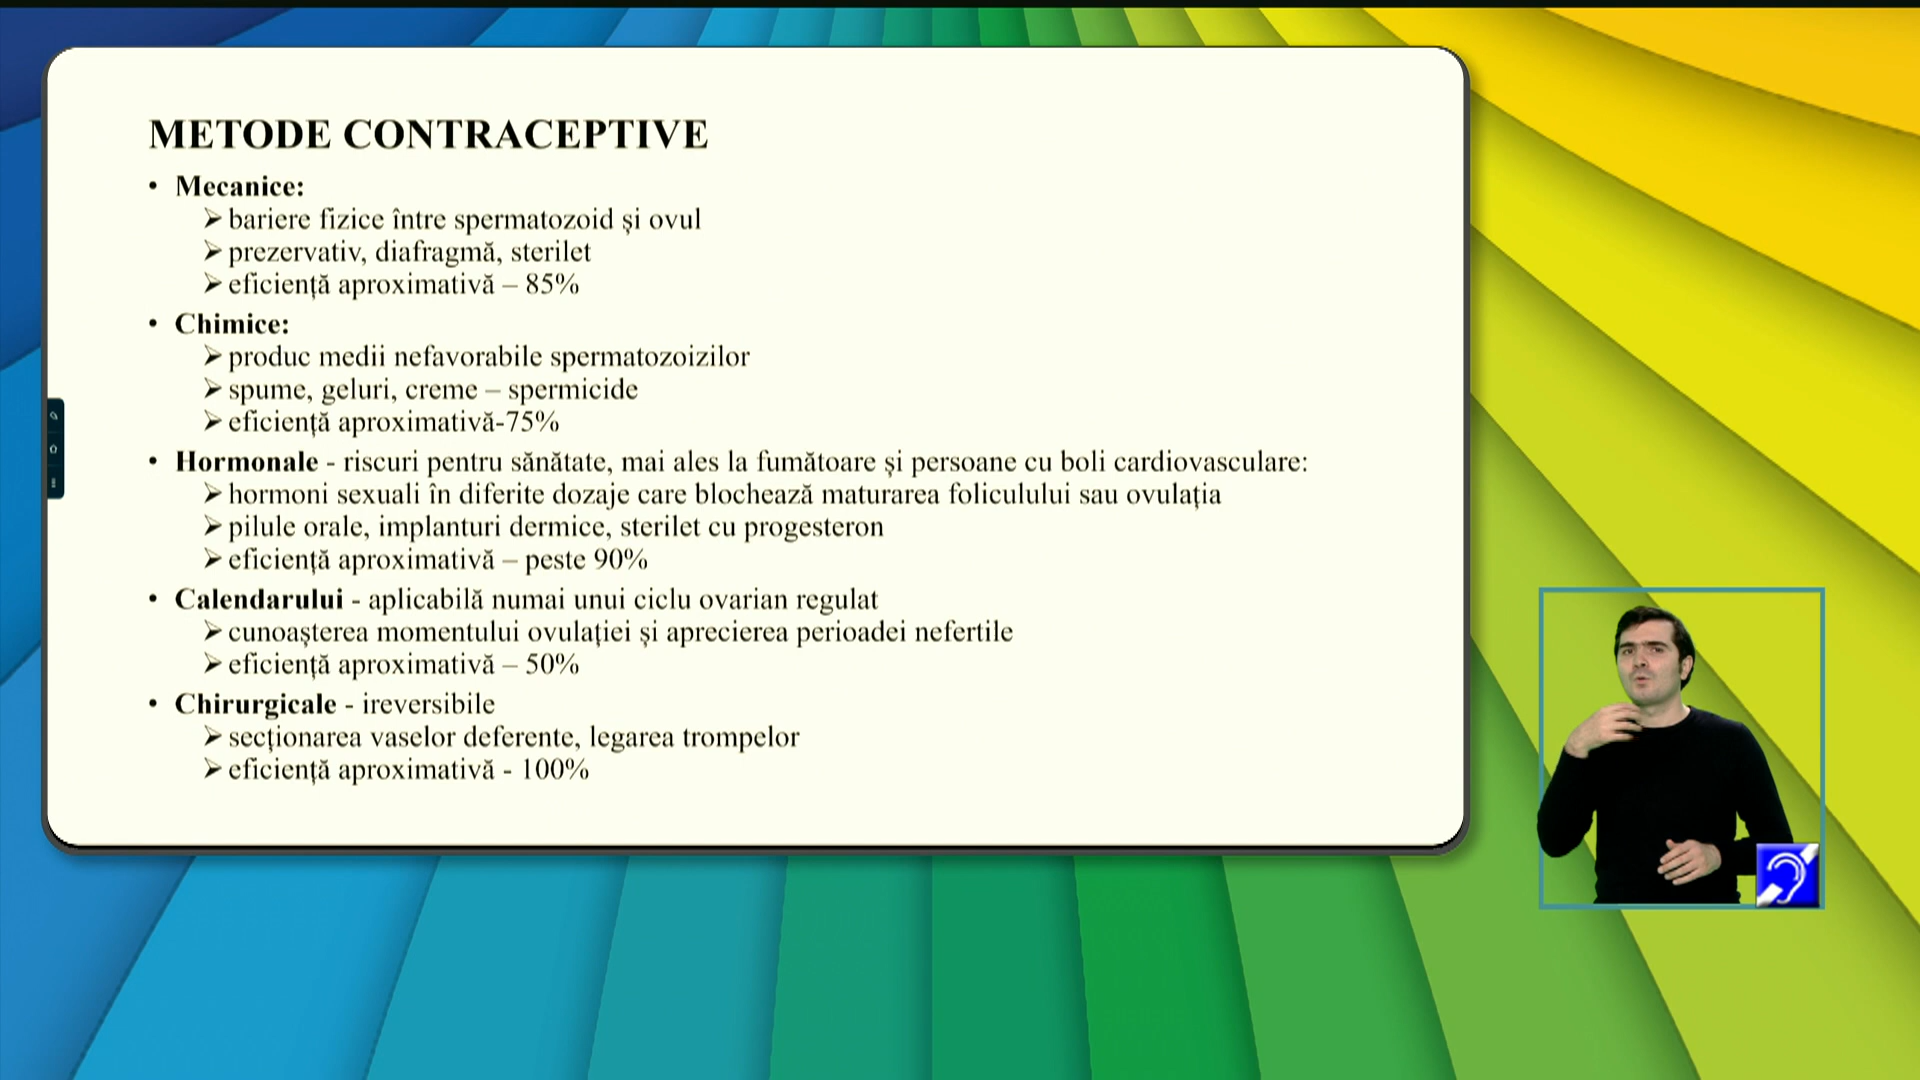 METODE CONTRACEPTIVE
• Mecanice:
➢ bariere fizice între spermatozoid și ovul
➢ prezervativ, diafragmă, sterilet
➢ eficiență aproximativă – 85%
• Chimice:
➢ produc medii nefavorabile spermatozoizilor
➢ spume, geluri, creme – spermicide
➢ eficiență aproximativă-75%
• Hormonale - riscuri pentru sănătate, mai ales la fumătoare și persoane cu boli cardiovasculare:
➢ hormoni sexuali în diferite dozaje care blochează maturarea foliculului sau ovulația
➢ pilule orale, implanturi dermice, sterilet cu progesteron
➢ eficiență aproximativă – peste 90%
• Calendarului - aplicabilă numai unui ciclu ovarian regulat
➢ cunoașterea momentului ovulației și aprecierea perioadei nefertile
➢ eficiență aproximativă – 50%
• Chirurgicale - ireversibile
➢ secționarea vaselor deferente, legarea trompelor
➢ eficiență aproximativă - 100%